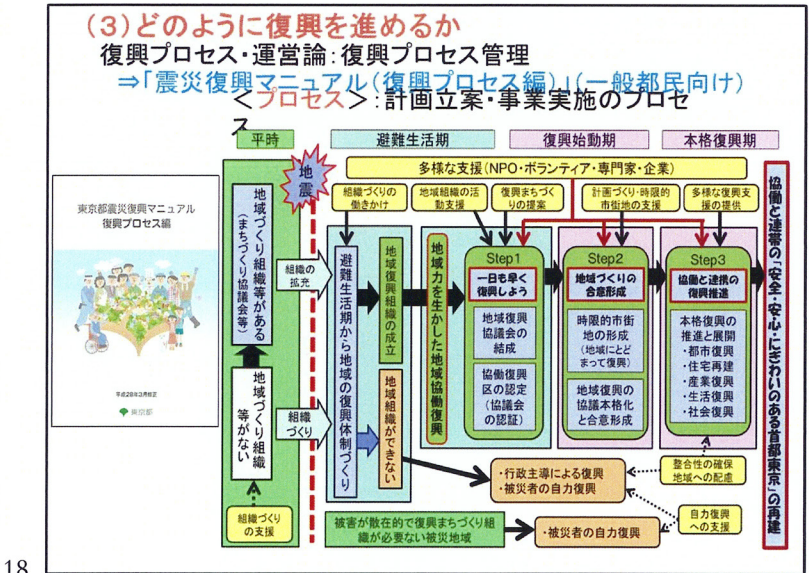 (3)どのように復興を進めるか
復興プロセス・運営論:復興プロセス管理
⇒「震災復興マニュアル(復興プロセス編)」(一般都民向け)
<プロセス>:計画立案・事業実施のプロセ
ス
平時
避難生活期
復興始動期
本格復興期
東京都震災復興マニュアル
復興プロセス編
平成28年3月修正
東京都
地震
多様な支援(NPO・ボランティア・専門家・企業)
組織づくりの
働きかけ
地域組織の活
動支援
復興まちづく
りの提案
計画づくり・時限的
市街地の支援
多様な復興支
援の提供
地域づくり組織等がある
(まちづくり協議会等)
地域づくり組織
等がない
組織づくり
の支援
組織の
拡充
組織
づくり
避難生活期から地域の復興体制づくり
地域復興組織の成立
地域組織ができない
地域力を生かした地域協働復興
Step1
一日も早く
復興しよう
地域復興
協議会の
結成
協働復興
区の認定
(協議会
の認証)
Step2
地域づくりの
合意形成
時限的市街
地の形成
(地域にとど
まって復興)
地域復興の
協議本格化
と合意形成
Step3
協働と連携の
復興推進
本格復興の
推進と展開
・都市復興
・住宅再建
・産業復興
・生活復興
・社会復興
協働と連帯の「安全・安心・にぎわいのある首都東京」の再建
・行政主導による復興
・被災者の自力復興
整合性の確保
地域への配慮
被害が散在的で復興まちづくり組
織が必要ない被災地域
・被災者の自力復興
自力復興
への支援
18